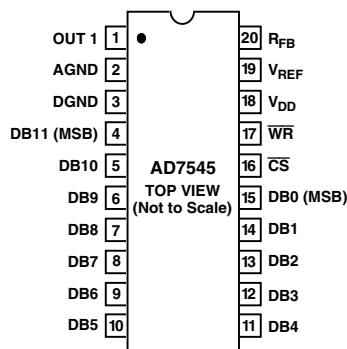 OUT 1 1 20 RFB
AGND 2 19 VREF
DGND 3 18 VDD
DB11 (MSB) 4 17 WR
DB10 5 AD7545 16 CS
DB9 6 TOP VIEW 15 DB0 (MSB)
DB8 7 (Not to Scale) 14 DB1
DB7 8 13 DB2
DB6 9 12 DB3
DB5 10 11 DB4